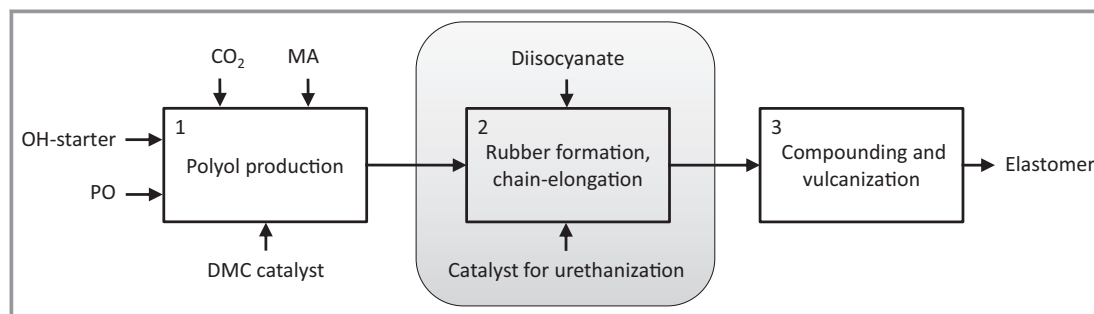 CO₂
MA
Diisocyanate
OH-starter
PO
1
Polyol production
2
Rubber formation,
chain-elongation
3
Compounding and
vulcanization
Elastomer
DMC catalyst
Catalyst for urethanization